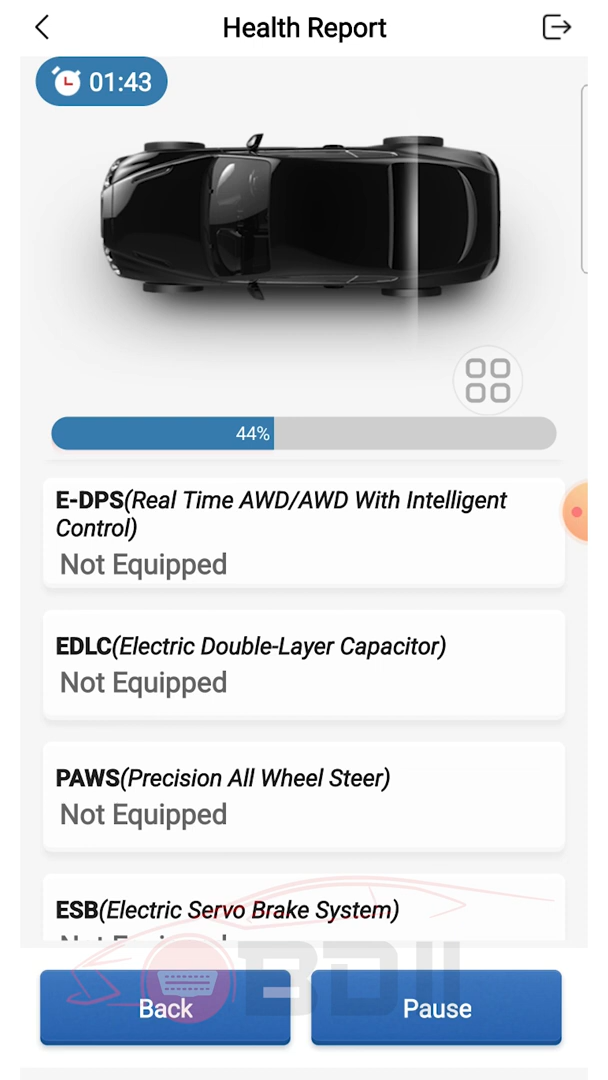 Health Report
01:43
44%
E-DPS(Real Time AWD/AWD With Intelligent
Control)
Not Equipped
EDLC(Electric Double-Layer Capacitor)
Not Equipped
PAWS(Precision All Wheel Steer)
Not Equipped
ESB(Electric Servo Brake System)
OBDII
Back
Pause